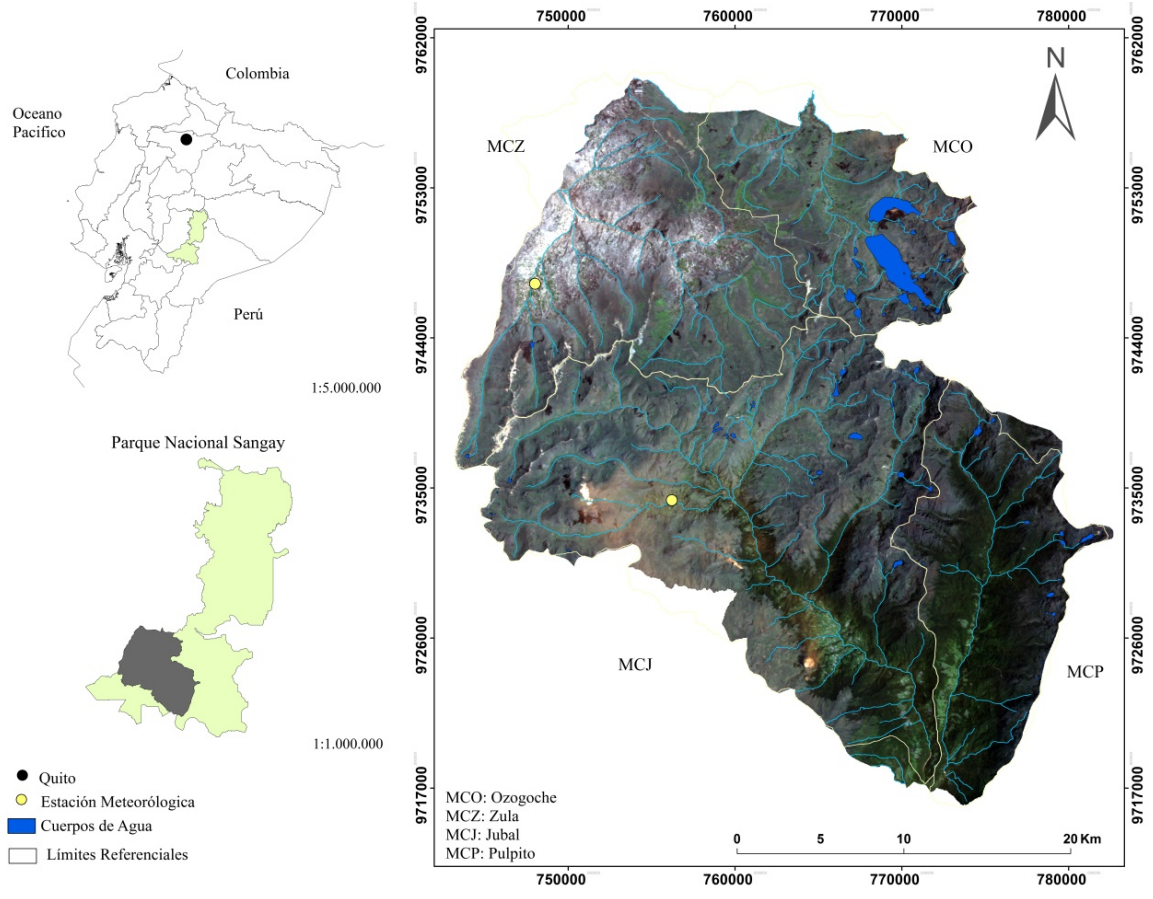 Colombia
Oceano
Pacifico
Perú
1:5.000.000
Parque Nacional Sangay
1:1.000.000
Quito
Estación Meteorólogica
Cuerpos de Agua
Límites Referenciales
750000 760000 770000 780000
9762000 9762000
N
MCZ MCO
9753000 9753000
9744000 9744000
9735000 9735000
9726000 9726000
MCJ MCP
9717000 9717000
MCO: Ozogoche
MCZ: Zula
MCJ: Jubal
MCP: Pulpito
0 5 10 20 Km
750000 760000 770000 780000